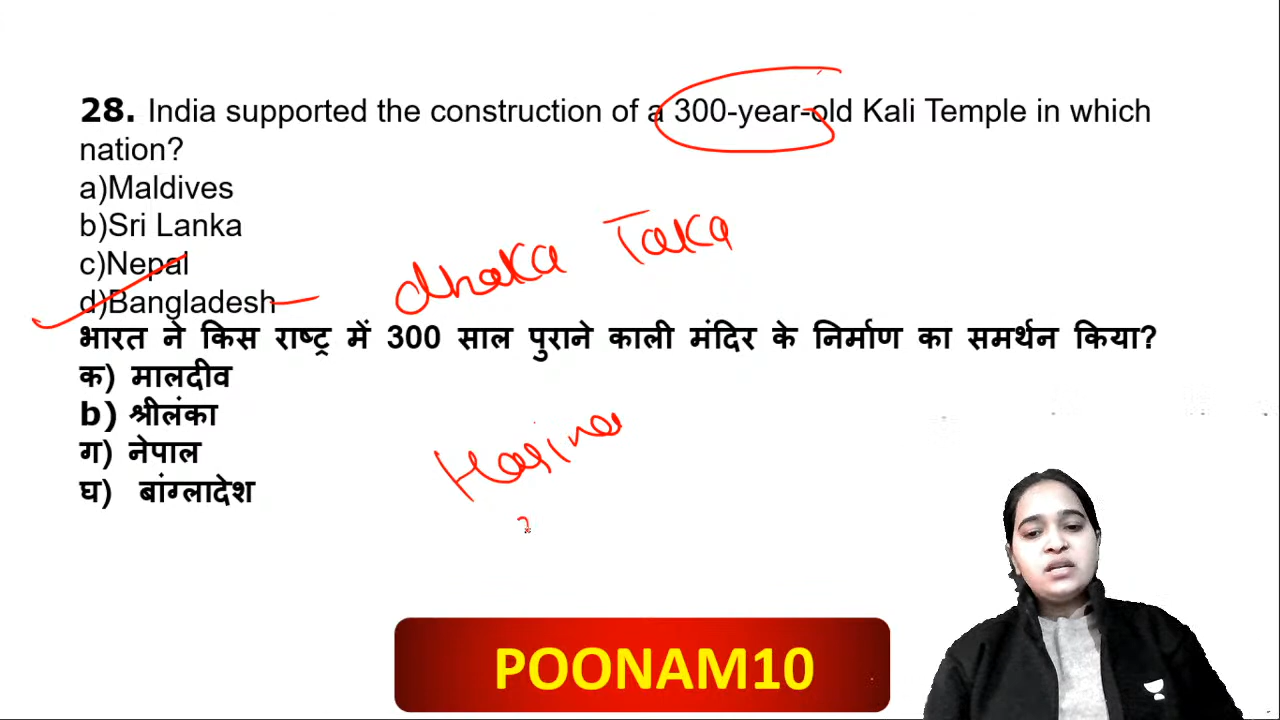 28. India supported the construction of a 300-year-old Kali Temple in which
nation?
a)Maldives
b)Sri Lanka
c)Nepal
d)Bangladesh
dhaka Taka
भारत ने किस राष्ट्र में 300 साल पुराने काली मंदिर के निर्माण का समर्थन किया?
क) मालदीव
b) श्रीलंका
ग) नेपाल
घ) बांग्लादेश
Hasina
POONAM10